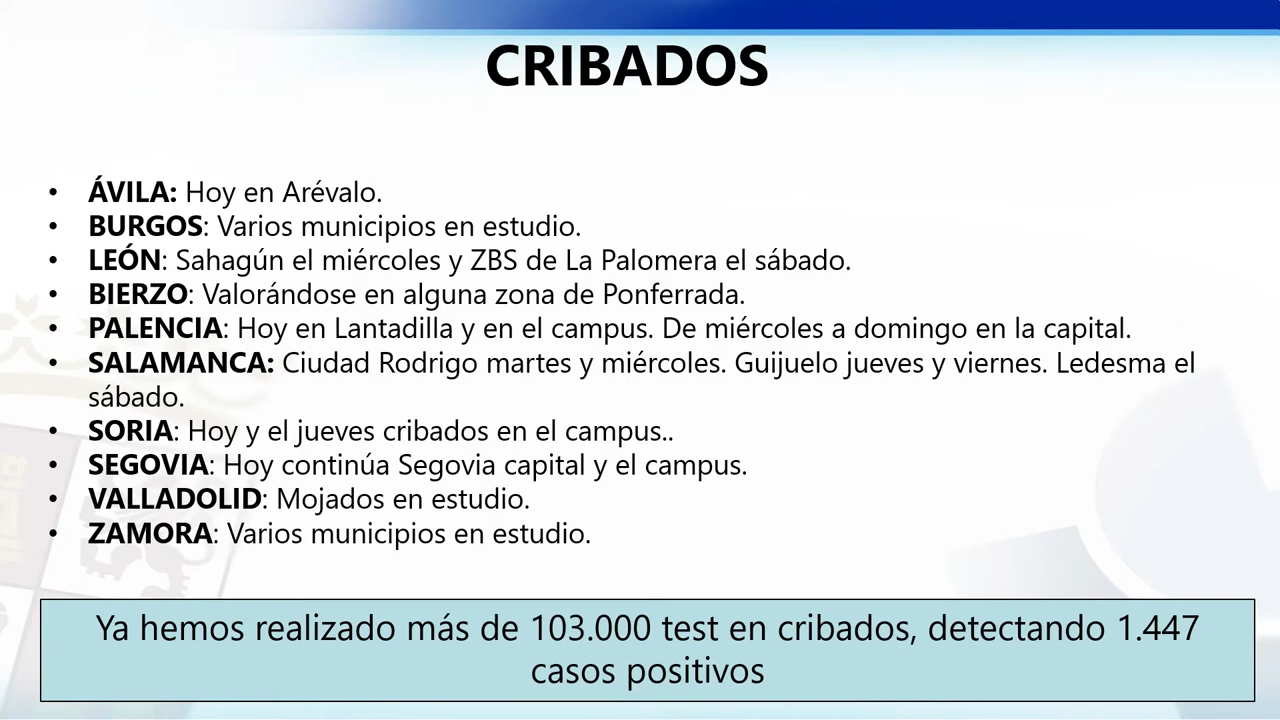 CRIBADOS
• ÁVILA: Hoy en Arévalo.
• BURGOS: Varios municipios en estudio.
• LEÓN: Sahagún el miércoles y ZBS de La Palomera el sábado.
• BIERZO: Valorándose en alguna zona de Ponferrada.
• PALENCIA: Hoy en Lantadilla y en el campus. De miércoles a domingo en la capital.
• SALAMANCA: Ciudad Rodrigo martes y miércoles. Guijuelo jueves y viernes. Ledesma el
sábado.
• SORIA: Hoy y el jueves cribados en el campus..
• SEGOVIA: Hoy continúa Segovia capital y el campus.
• VALLADOLID: Mojados en estudio.
• ZAMORA: Varios municipios en estudio.
Ya hemos realizado más de 103.000 test en cribados, detectando 1.447
casos positivos